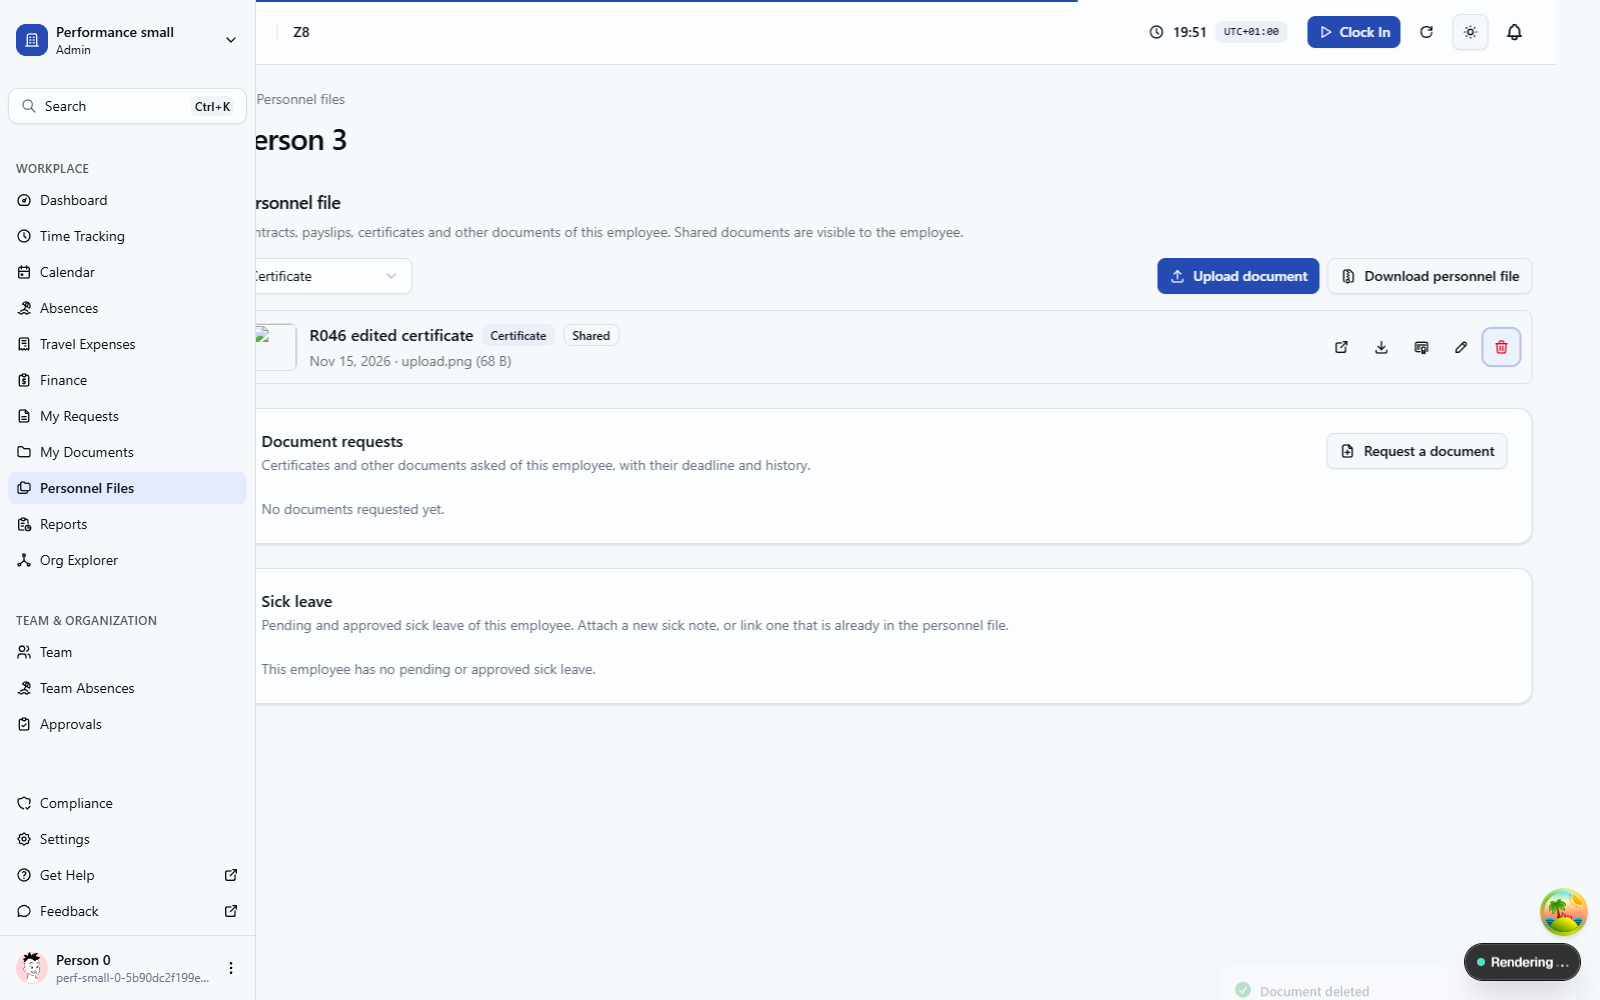 Performance small
Admin
Z8
19:51
UTC+01:00
Clock In
Search
Ctrl+K
Personnel files
erson 3
WORKPLACE
Dashboard
Time Tracking
Calendar
Absences
Travel Expenses
Finance
My Requests
My Documents
Personnel Files
Reports
Org Explorer
TEAM & ORGANIZATION
Team
Team Absences
Approvals
Compliance
Settings
Get Help
Feedback
Person 0
perf-small-0-5b90dc2f199e...
rsonnel file
ntracts, payslips, certificates and other documents of this employee. Shared documents are visible to the employee.
Certificate
Upload document
Download personnel file
R046 edited certificate
Certificate
Shared
Nov 15, 2026 · upload.png (68 B)
Document requests
Certificates and other documents asked of this employee, with their deadline and history.
Request a document
No documents requested yet.
Sick leave
Pending and approved sick leave of this employee. Attach a new sick note, or link one that is already in the personnel file.
This employee has no pending or approved sick leave.
Rendering ...
Document deleted